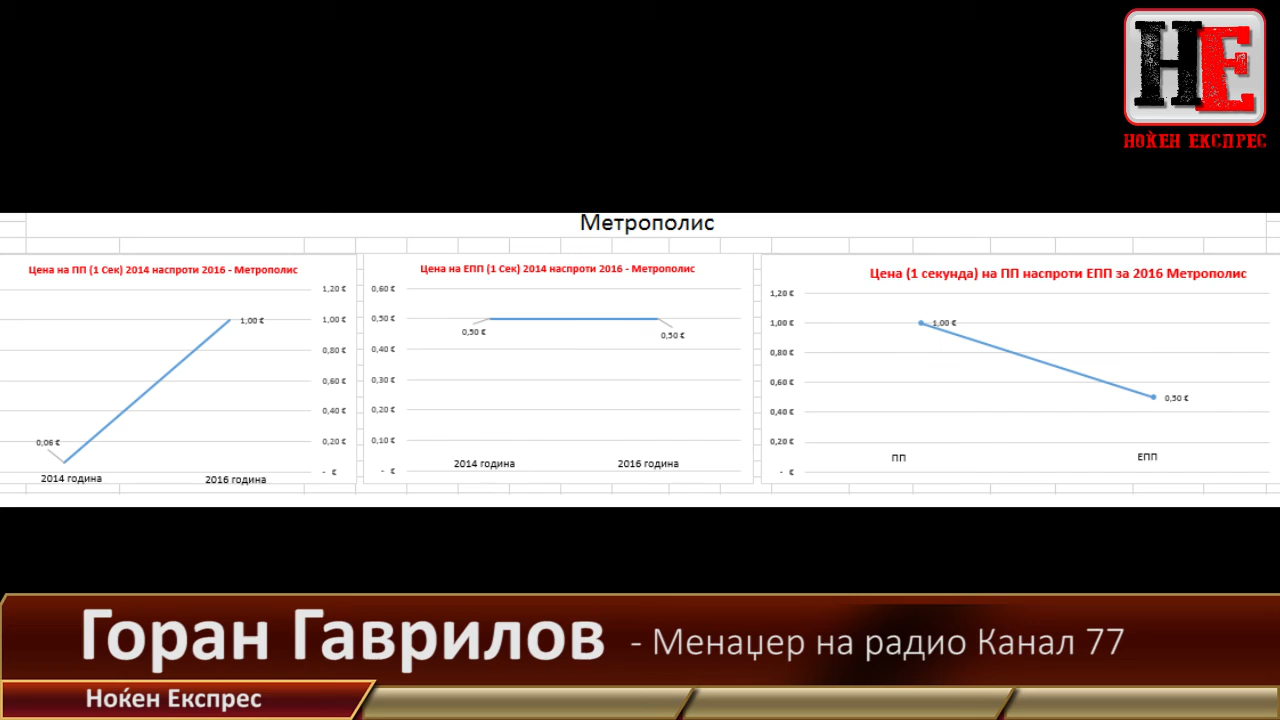 НЕ
НОЌЕН ЕКСПРЕС
Метрополис
Цена на ПП (1 Сек) 2014 наспроти 2016 - Метрополис
1,20 €
1,00 €
0,80 €
0,60 €
0,40 €
0,20 €
- €
1,00 €
0,06 €
2014 година
2016 година
Цена на ЕПП (1 Сек) 2014 наспроти 2016 - Метрополис
0,60 €
0,50 €
0,40 €
0,30 €
0,20 €
0,10 €
- €
0,50 €
0,50 €
2014 година
2016 година
Цена (1 секунда) на ПП наспроти ЕПП за 2016 Метрополис
1,20 €
1,00 €
0,80 €
0,60 €
0,40 €
0,20 €
- €
1,00 €
0,50 €
ПП
ЕПП
Горан Гаврилов - Менаџер на радио Канал 77
Ноќен Експрес